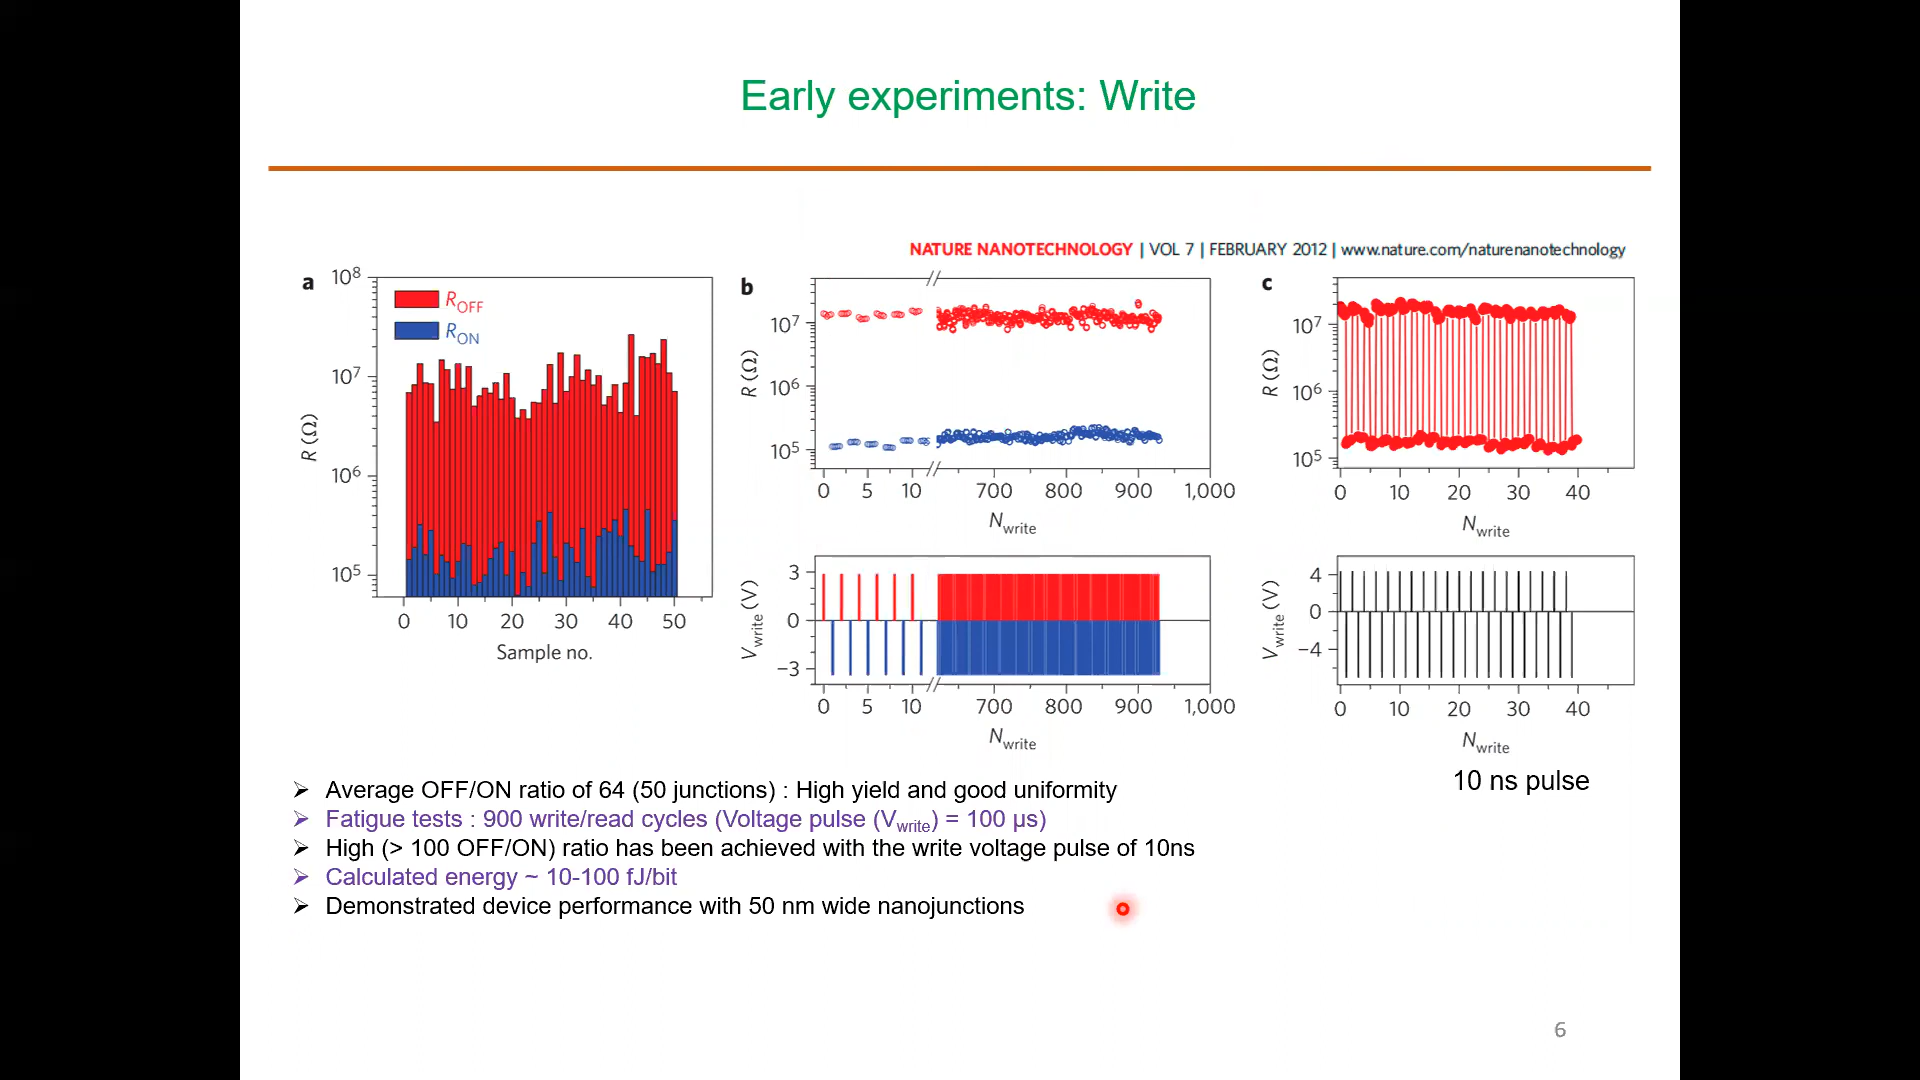 Early experiments: Write
NATURE NANOTECHNOLOGY | VOL 7 | FEBRUARY 2012 | www.nature.com/naturenanotechnology
a
10⁸
10⁷
10⁶
10⁵
R (Ω)
R_OFF
R_ON
0 10 20 30 40 50
Sample no.
b
10⁷
10⁶
10⁵
R (Ω)
0 5 10 700 800 900 1,000
N_write
3
0
−3
V_write (V)
0 5 10 700 800 900 1,000
N_write
c
10⁷
10⁶
10⁵
R (Ω)
0 10 20 30 40
N_write
4
0
−4
V_write (V)
0 10 20 30 40
N_write
10 ns pulse
➢ Average OFF/ON ratio of 64 (50 junctions) : High yield and good uniformity
➢ Fatigue tests : 900 write/read cycles (Voltage pulse (V_write) = 100 μs)
➢ High (> 100 OFF/ON) ratio has been achieved with the write voltage pulse of 10ns
➢ Calculated energy ~ 10-100 fJ/bit
➢ Demonstrated device performance with 50 nm wide nanojunctions
6